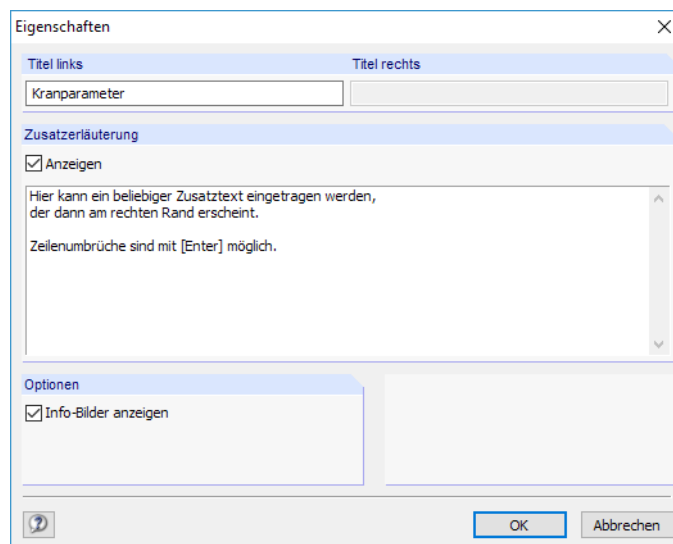 Eigenschaften
Titel links
Titel rechts
Kranparameter
Zusatzerläuterung
Anzeigen
Hier kann ein beliebiger Zusatztext eingetragen werden,
der dann am rechten Rand erscheint.
Zeilenumbrüche sind mit [Enter] möglich.
Optionen
Info-Bilder anzeigen
OK
Abbrechen